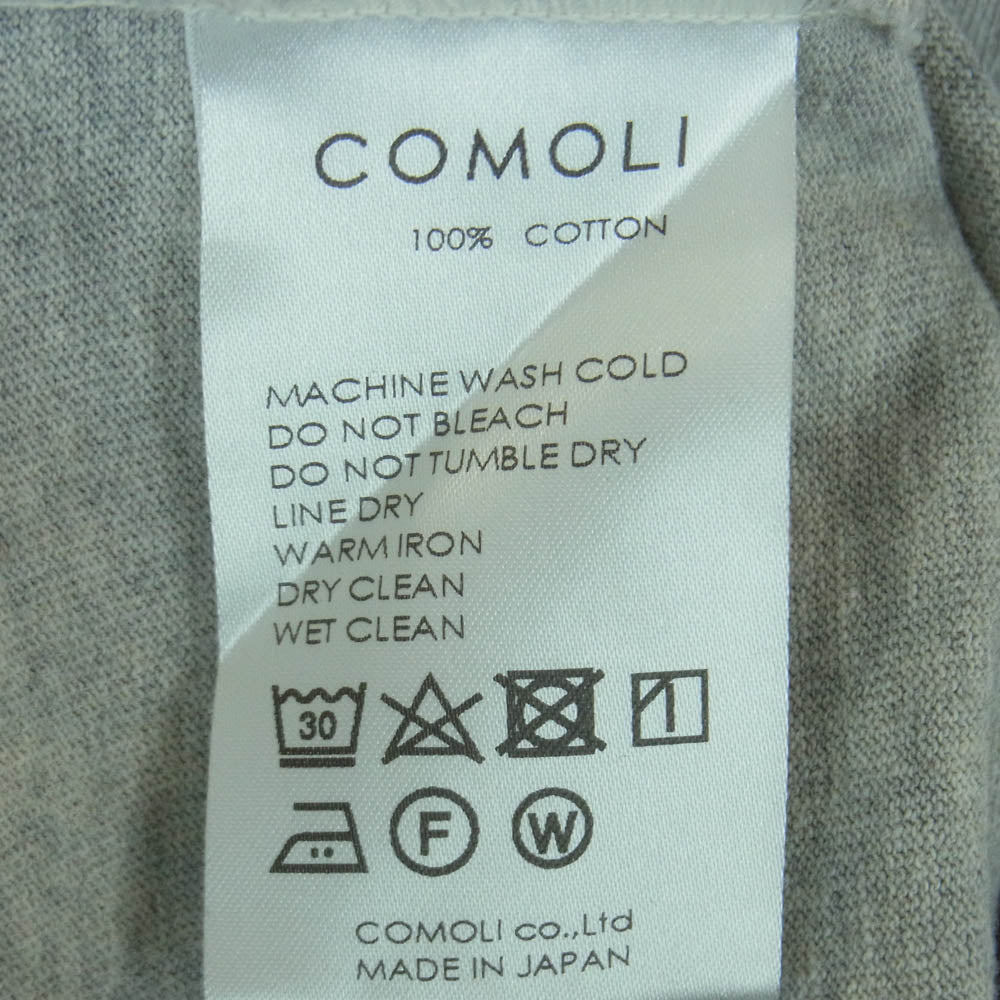 COMOLI
100% COTTON
MACHINE WASH COLD
DO NOT BLEACH
DO NOT TUMBLE DRY
LINE DRY
WARM IRON
DRY CLEAN
WET CLEAN
30
F W
COMOLI co.,Ltd
MADE IN JAPAN